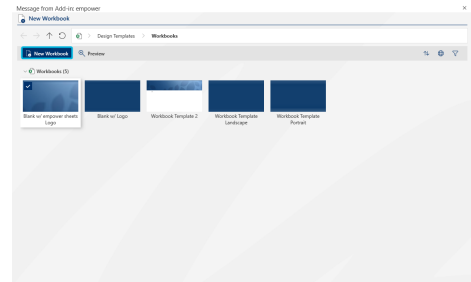 Message from Add-in: empower
New Workbook
Design Templates > Workbooks
New Workbook Preview
Workbooks (5)
Blank w/ empower sheets Logo
Blank w/ Logo
Workbook Template 2
Workbook Template Landscape
Workbook Template Portrait